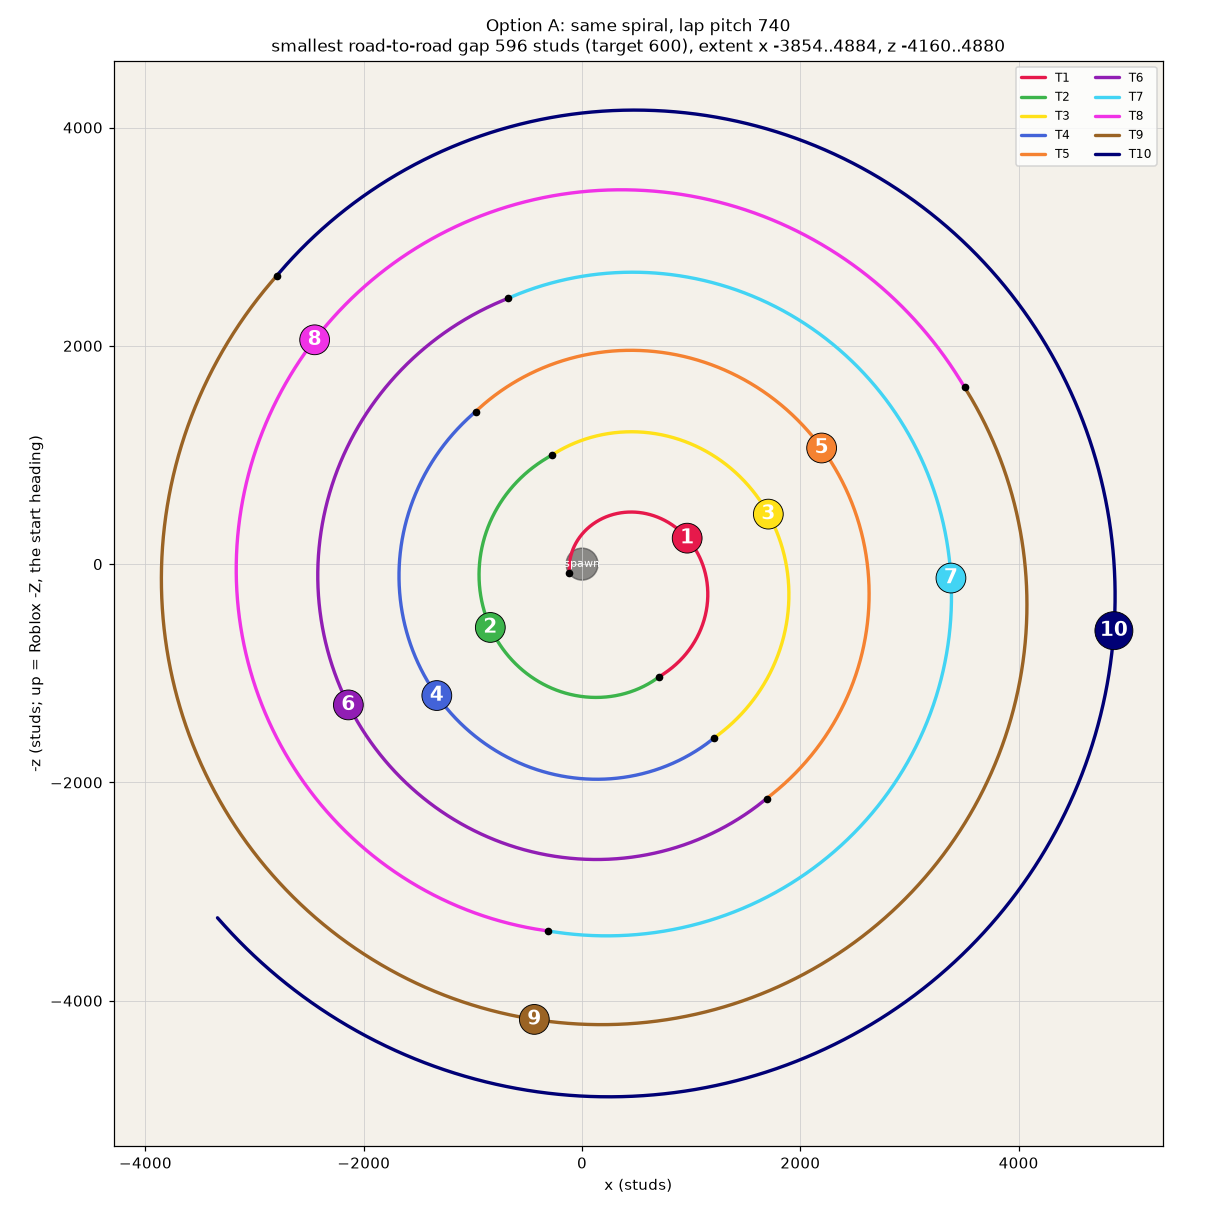 Option A: same spiral, lap pitch 740
smallest road-to-road gap 596 studs (target 600), extent x -3854..4884, z -4160..4880
T1 T6
T2 T7
T3 T8
T4 T9
T5 T10
4000
2000
0
−2000
−4000
-z (studs; up = Roblox -Z, the start heading)
8
5
3
1
spawn
7
2
10
4
6
9
−4000 −2000 0 2000 4000
x (studs)